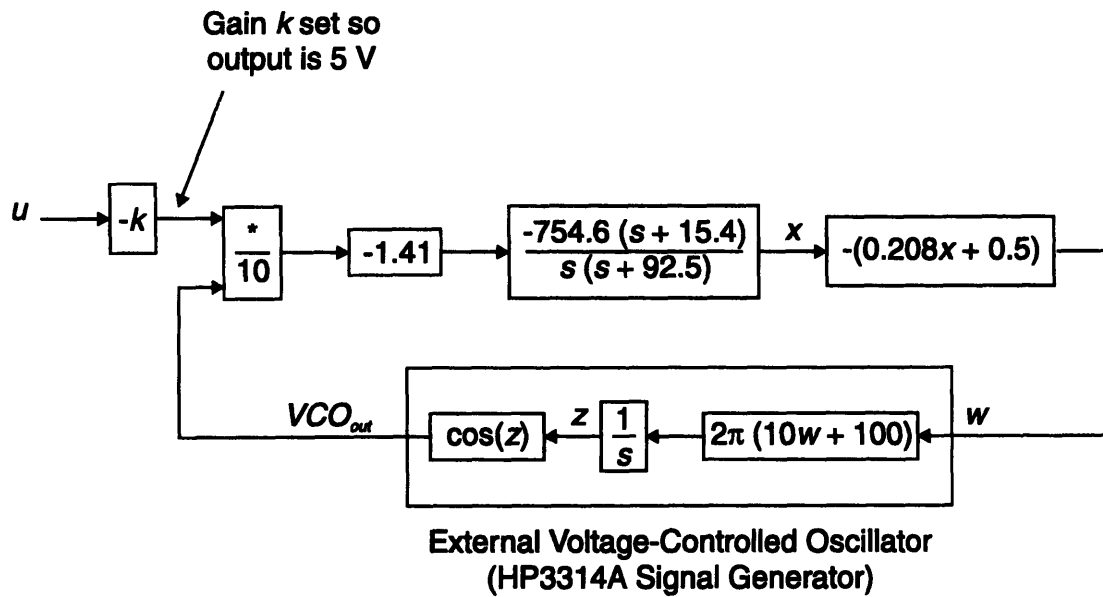 Gain k set so
output is 5 V
u
-k
*
10
-1.41
-754.6 (s + 15.4)
s (s + 92.5)
x
-(0.208x + 0.5)
VCOout
cos(z)
z
1
s
2π (10w + 100)
w
External Voltage-Controlled Oscillator
(HP3314A Signal Generator)